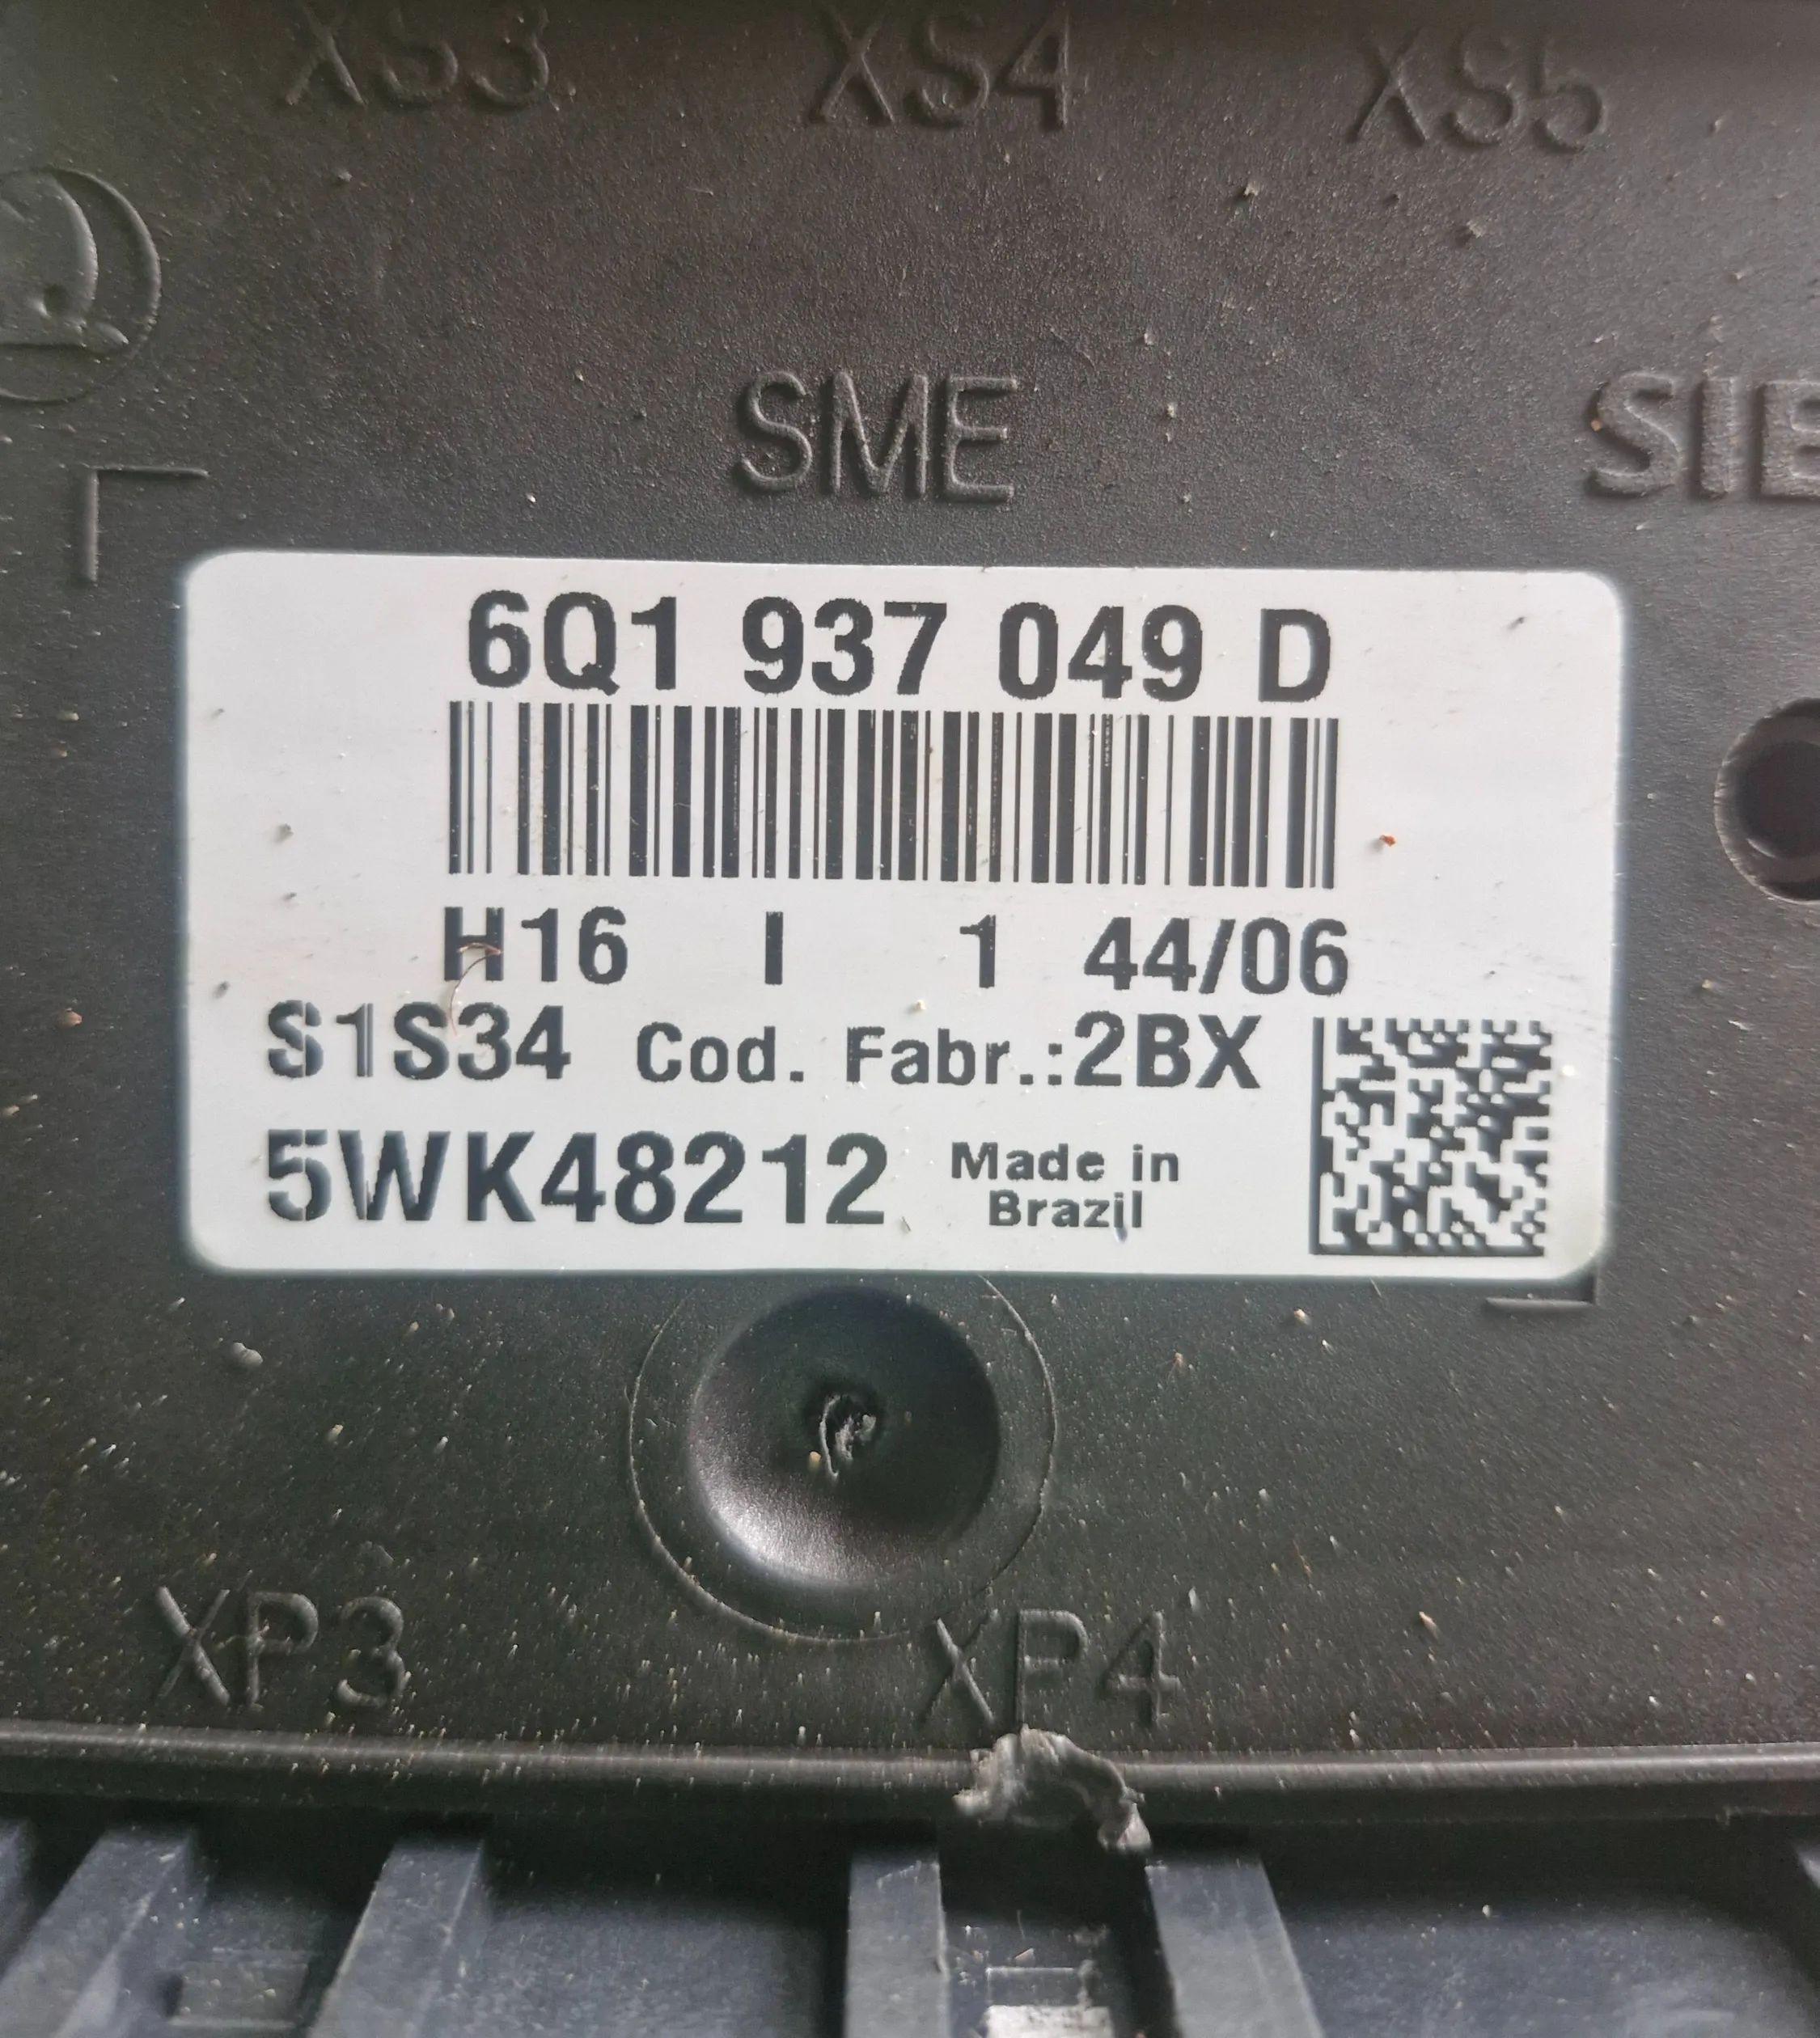 XS3 XS4 XS5
SME SIE
6Q1 937 049 D
H16 I 1 44/06
S1S34 Cod. Fabr.:2BX
5WK48212 Made in
Brazil
XP3 XP4